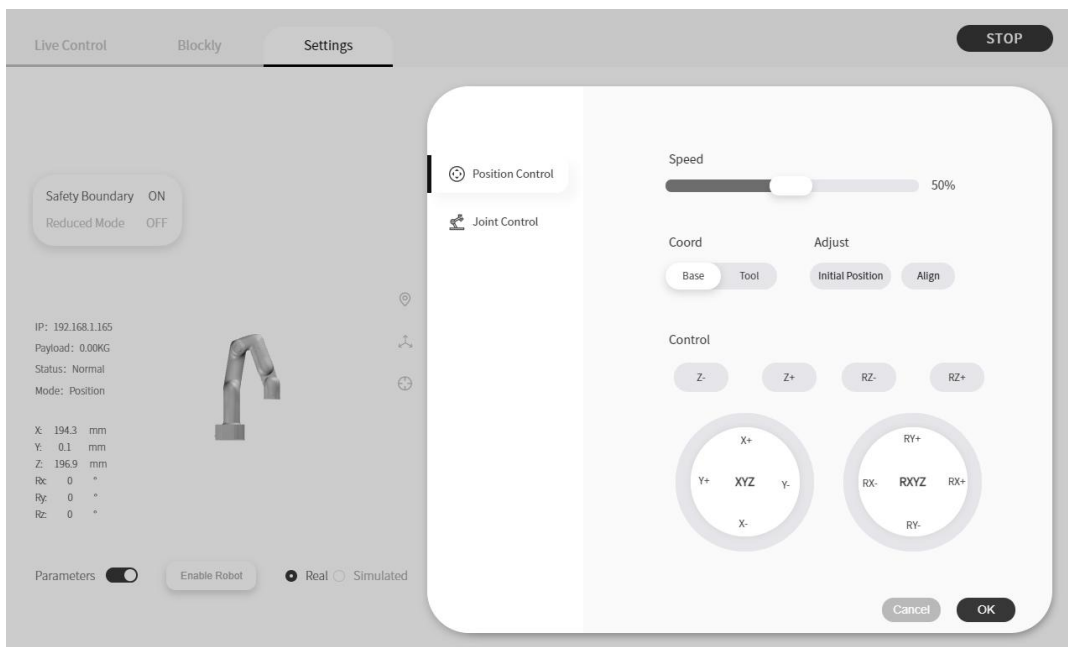 Live Control Blockly Settings STOP
Safety Boundary ON
Reduced Mode OFF
IP: 192.168.1.165
Payload: 0.00KG
Status: Normal
Mode: Position
X: 194.3 mm
Y: 0.1 mm
Z: 196.9 mm
Rx: 0 °
Ry: 0 °
Rz: 0 °
Parameters Enable Robot Real Simulated
Position Control
Joint Control
Speed
50%
Coord Adjust
Base Tool Initial Position Align
Control
Z- Z+ RZ- RZ+
X+ RY+
Y+ XYZ Y- RX- RXYZ RX+
X- RY-
Cancel OK